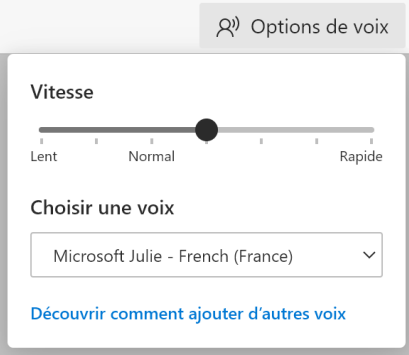 Options de voix
Vitesse
Lent Normal Rapide
Choisir une voix
Microsoft Julie - French (France)
Découvrir comment ajouter d’autres voix